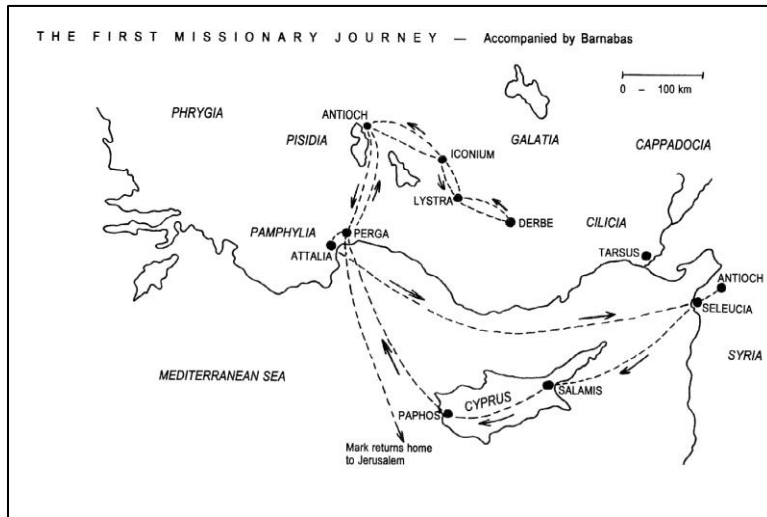 THE FIRST MISSIONARY JOURNEY — Accompanied by Barnabas
0 – 100 km
PHRYGIA
ANTIOCH
PISIDIA
GALATIA
ICONIUM
CAPPADOCIA
LYSTRA
DERBE
CILICIA
PAMPHYLIA
PERGA
ATTALIA
TARSUS
ANTIOCH
SELEUCIA
SYRIA
MEDITERRANEAN SEA
CYPRUS
SALAMIS
PAPHOS
Mark returns home
to Jerusalem